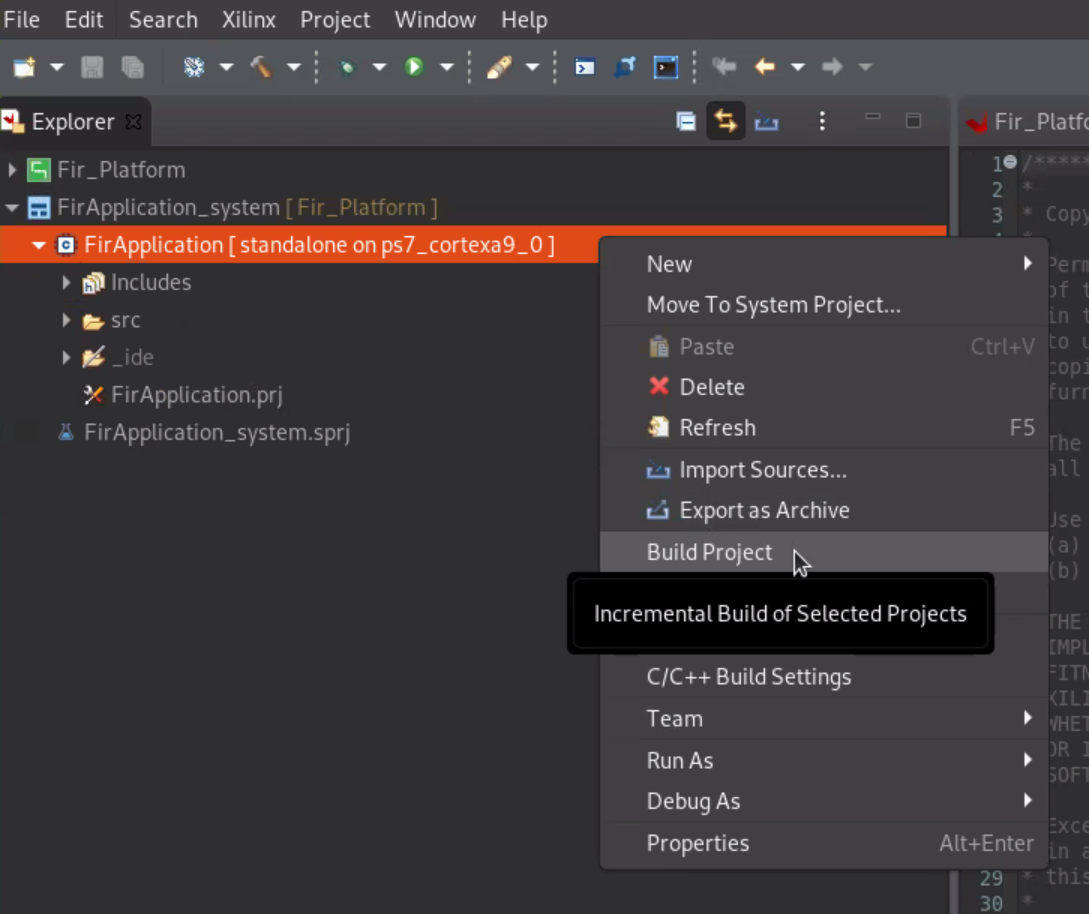 File Edit Search Xilinx Project Window Help
Explorer
Fir_Platfo
Fir_Platform
FirApplication_system [ Fir_Platform ]
FirApplication [ standalone on ps7_cortexa9_0 ]
Includes
src
_ide
FirApplication.prj
FirApplication_system.sprj
New
Move To System Project...
Paste Ctrl+V
Delete
Refresh F5
Import Sources...
Export as Archive
Build Project
Incremental Build of Selected Projects
C/C++ Build Settings
Team
Run As
Debug As
Properties Alt+Enter
1 /*****
2 *
3 * Copy
Perm
of t
in t
to u
copi
furn
The
all
Use
(a)
(b)
THE
IMPL
FITN
XILI
WHET
OR I
SOFT
Exce
in a
29 * this
30 *